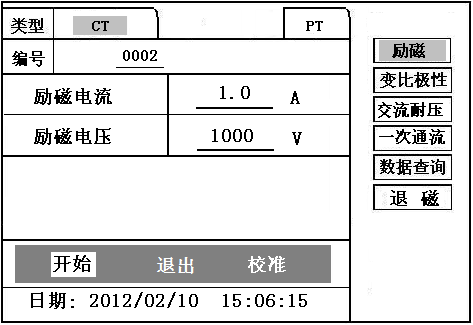 类型 CT PT
编号 0002
励磁电流 1.0 A
励磁电压 1000 V
开始 退出 校准
日期: 2012/02/10 15:06:15
励磁
变比极性
交流耐压
一次通流
数据查询
退 磁